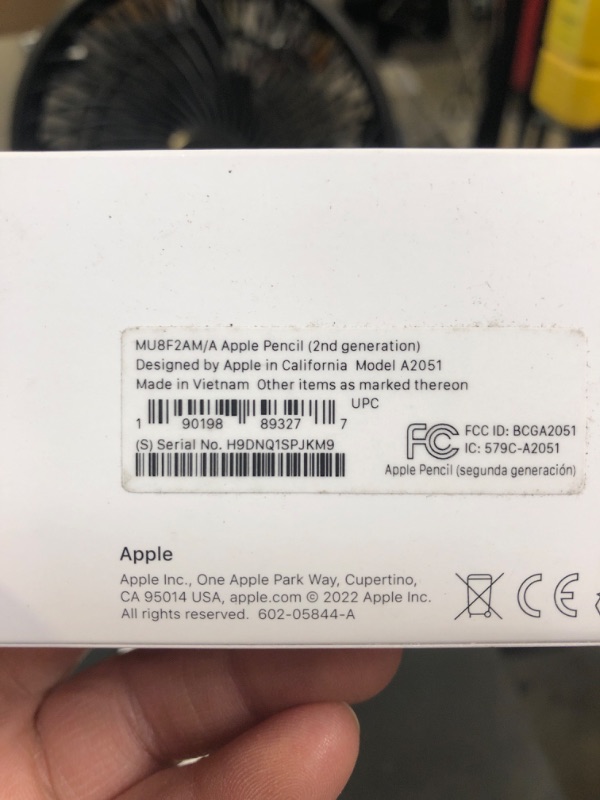 MU8F2AM/A Apple Pencil (2nd generation)
Designed by Apple in California Model A2051
Made in Vietnam Other items as marked thereon
UPC
1 90198 89327 7
(S) Serial No. H9DNQ1SPJKM9
FC FCC ID: BCGA2051
IC: 579C-A2051
Apple Pencil (segunda generación)
Apple
Apple Inc., One Apple Park Way, Cupertino,
CA 95014 USA, apple.com © 2022 Apple Inc.
All rights reserved. 602-05844-A
CE